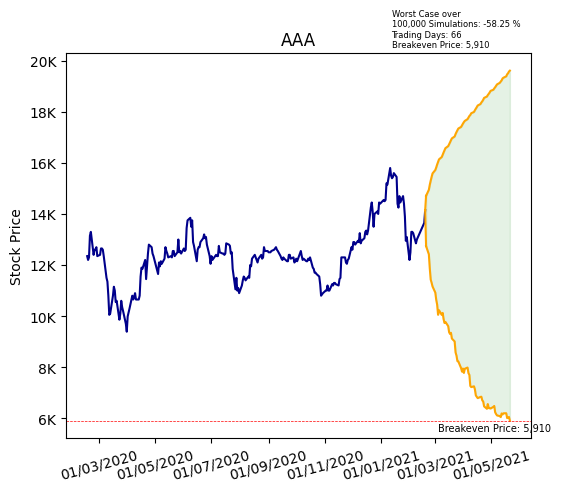 Worst Case over
100,000 Simulations: -58.25 %
Trading Days: 66
Breakeven Price: 5,910
AAA
20K
18K
16K
14K
12K
10K
8K
6K
Stock Price
Breakeven Price: 5,910
01/03/2020
01/05/2020
01/07/2020
01/09/2020
01/11/2020
01/01/2021
01/03/2021
01/05/2021